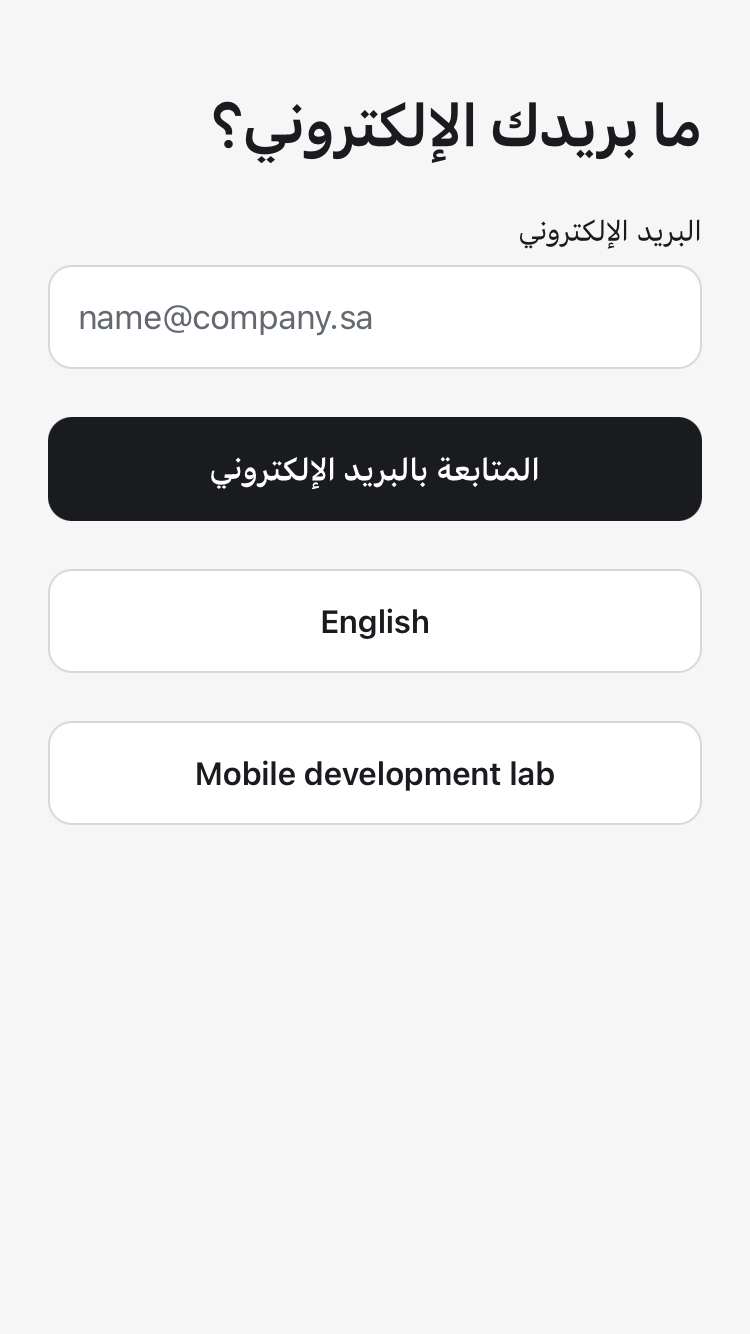 ما بريدك الإلكتروني؟
البريد الإلكتروني
name@company.sa
المتابعة بالبريد الإلكتروني
English
Mobile development lab